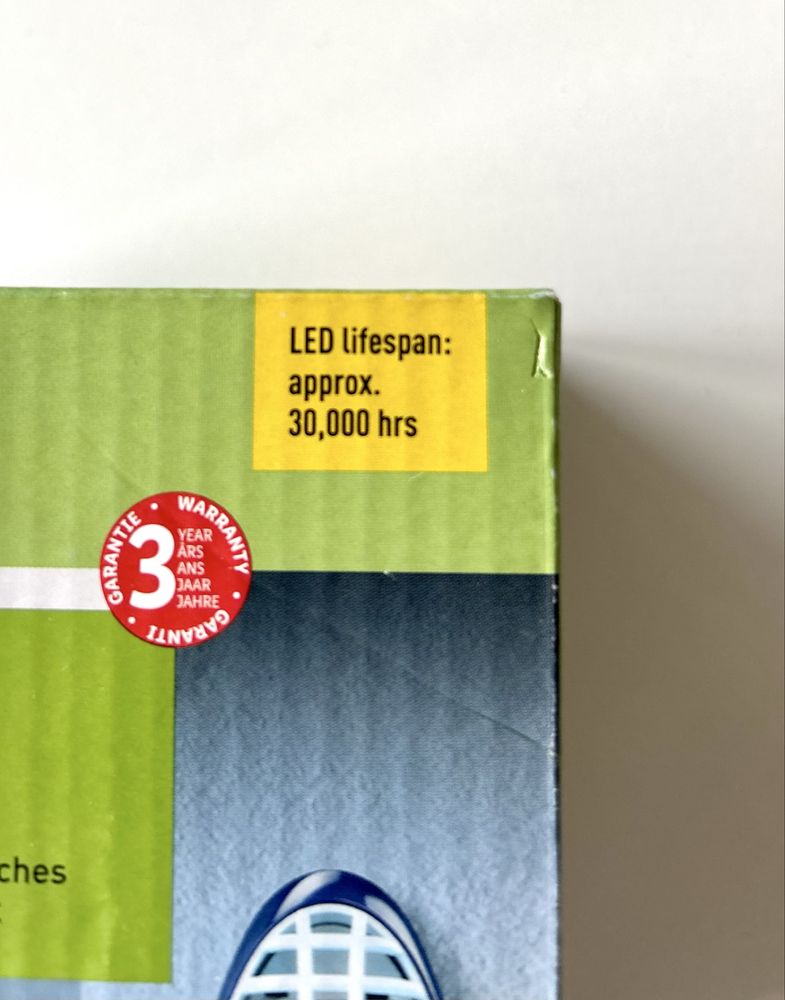 LED lifespan:
approx.
30,000 hrs
GARANTIE • WARRANTY • GARANTI •
3
YEAR
ÅRS
ANS
JAAR
JAHRE
ches